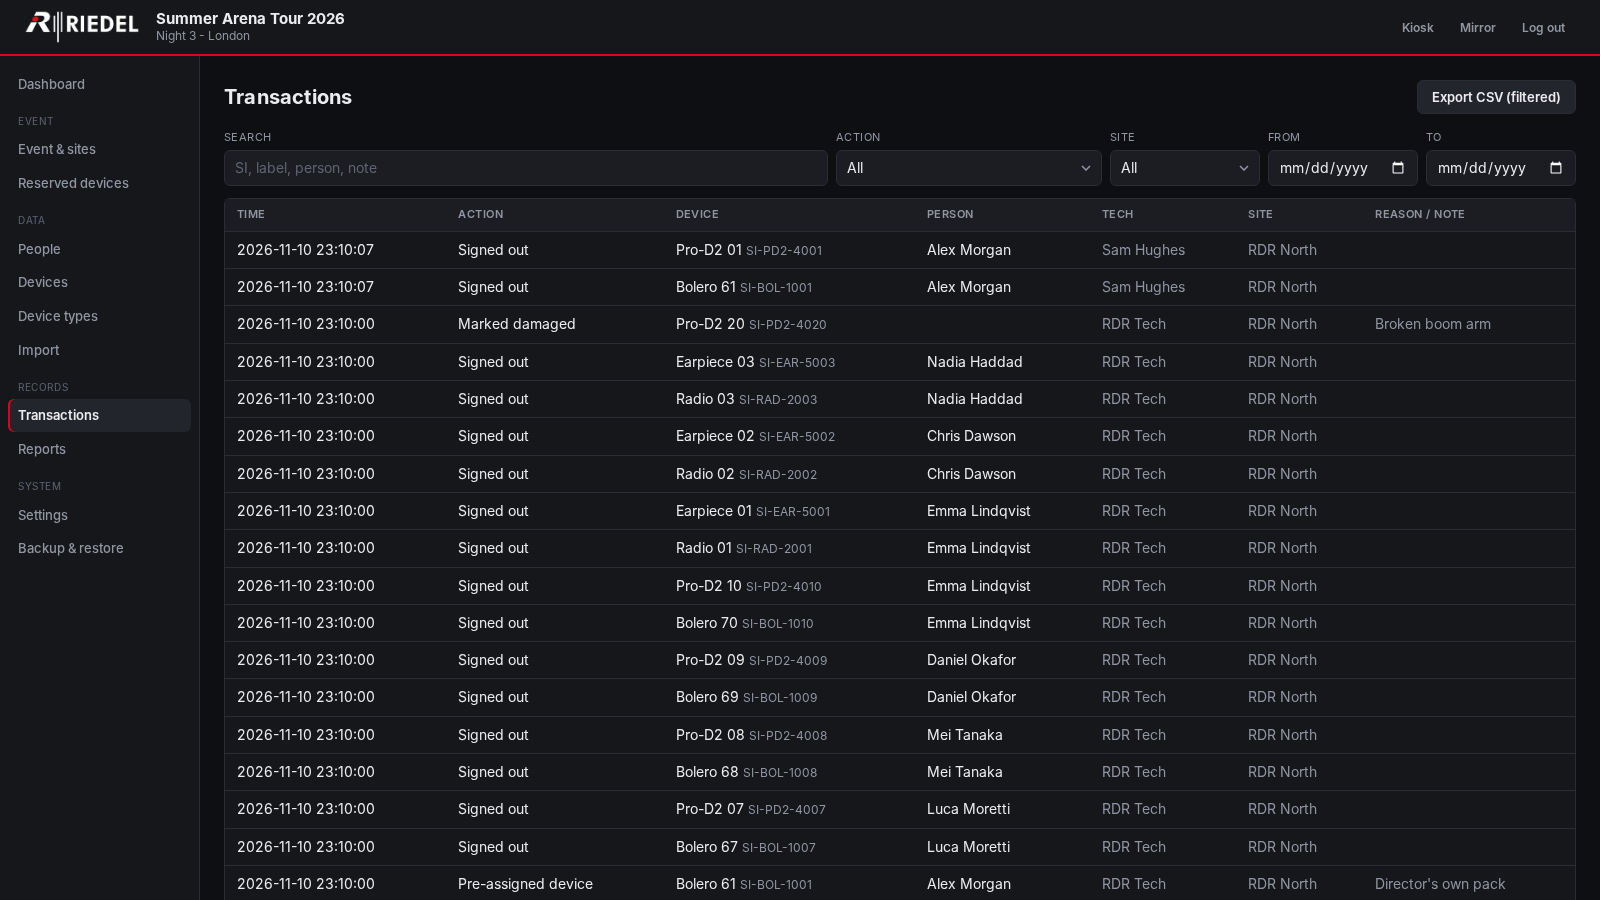 RIEDEL
Summer Arena Tour 2026
Night 3 - London
Kiosk
Mirror
Log out
Dashboard
EVENT
Event & sites
Reserved devices
DATA
People
Devices
Device types
Import
RECORDS
Transactions
Reports
SYSTEM
Settings
Backup & restore
Transactions
Export CSV (filtered)
SEARCH ACTION SITE FROM TO
SI, label, person, note All All mm/dd/yyyy mm/dd/yyyy
TIME ACTION DEVICE PERSON TECH SITE REASON / NOTE
2026-11-10 23:10:07 Signed out Pro-D2 01 SI-PD2-4001 Alex Morgan Sam Hughes RDR North
2026-11-10 23:10:07 Signed out Bolero 61 SI-BOL-1001 Alex Morgan Sam Hughes RDR North
2026-11-10 23:10:00 Marked damaged Pro-D2 20 SI-PD2-4020 RDR Tech RDR North Broken boom arm
2026-11-10 23:10:00 Signed out Earpiece 03 SI-EAR-5003 Nadia Haddad RDR Tech RDR North
2026-11-10 23:10:00 Signed out Radio 03 SI-RAD-2003 Nadia Haddad RDR Tech RDR North
2026-11-10 23:10:00 Signed out Earpiece 02 SI-EAR-5002 Chris Dawson RDR Tech RDR North
2026-11-10 23:10:00 Signed out Radio 02 SI-RAD-2002 Chris Dawson RDR Tech RDR North
2026-11-10 23:10:00 Signed out Earpiece 01 SI-EAR-5001 Emma Lindqvist RDR Tech RDR North
2026-11-10 23:10:00 Signed out Radio 01 SI-RAD-2001 Emma Lindqvist RDR Tech RDR North
2026-11-10 23:10:00 Signed out Pro-D2 10 SI-PD2-4010 Emma Lindqvist RDR Tech RDR North
2026-11-10 23:10:00 Signed out Bolero 70 SI-BOL-1010 Emma Lindqvist RDR Tech RDR North
2026-11-10 23:10:00 Signed out Pro-D2 09 SI-PD2-4009 Daniel Okafor RDR Tech RDR North
2026-11-10 23:10:00 Signed out Bolero 69 SI-BOL-1009 Daniel Okafor RDR Tech RDR North
2026-11-10 23:10:00 Signed out Pro-D2 08 SI-PD2-4008 Mei Tanaka RDR Tech RDR North
2026-11-10 23:10:00 Signed out Bolero 68 SI-BOL-1008 Mei Tanaka RDR Tech RDR North
2026-11-10 23:10:00 Signed out Pro-D2 07 SI-PD2-4007 Luca Moretti RDR Tech RDR North
2026-11-10 23:10:00 Signed out Bolero 67 SI-BOL-1007 Luca Moretti RDR Tech RDR North
2026-11-10 23:10:00 Pre-assigned device Bolero 61 SI-BOL-1001 Alex Morgan RDR Tech RDR North Director's own pack